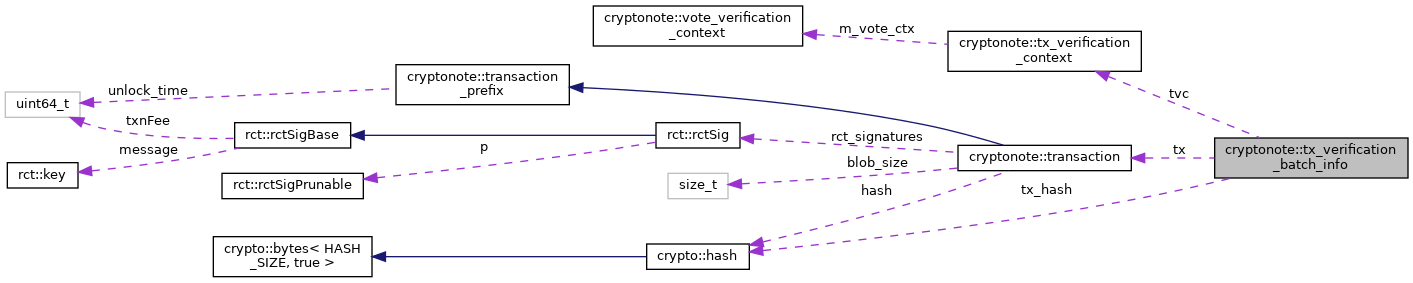 cryptonote::vote_verification
_context
m_vote_ctx
cryptonote::tx_verification
_context
cryptonote::transaction
_prefix
unlock_time
uint64_t
tvc
txnFee
rct::rctSigBase
rct::rctSig
rct_signatures
cryptonote::tx_verification
_batch_info
message
p
cryptonote::transaction
tx
blob_size
rct::key
rct::rctSigPrunable
size_t
hash
tx_hash
crypto::bytes< HASH
_SIZE, true >
crypto::hash